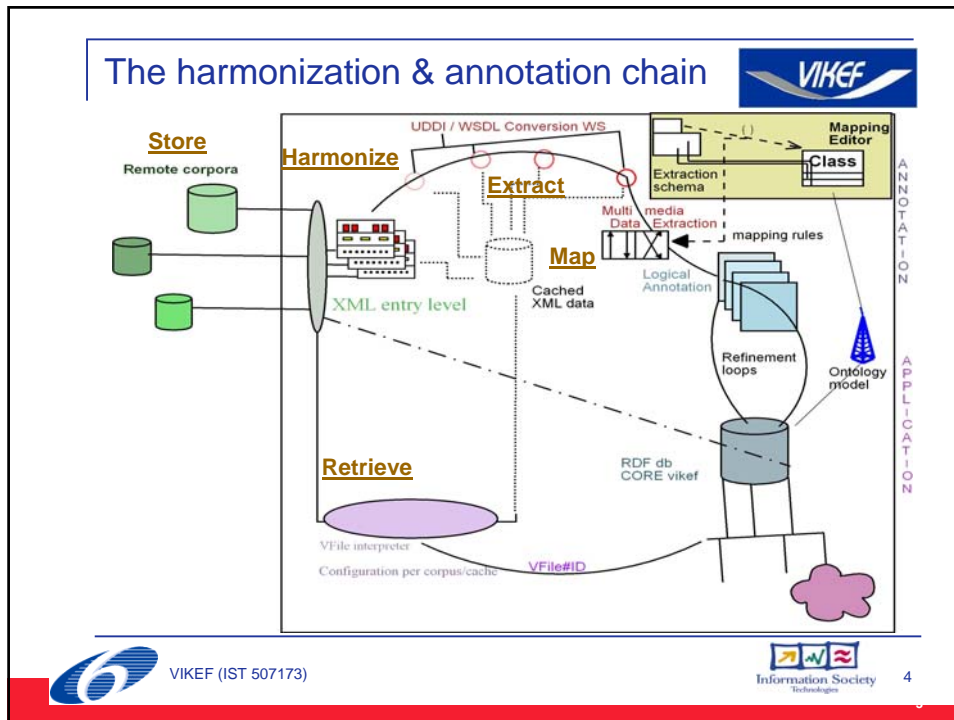 The harmonization & annotation chain
VIKEF
Store
Remote corpora
Harmonize
UDDI / WSDL Conversion WS
Extract
( )
Mapping
Editor
Class
Extraction
schema
ANNOTATION
Multi media
Data Extraction
mapping rules
Map
Logical
Annotation
XML entry level
Cached
XML data
Refinement
loops
Ontology
model
APPLICATION
Retrieve
RDF db
CORE vikef
VFile interpreter
Configuration per corpus/cache
VFile#ID
6
VIKEF (IST 507173)
Information Society
Technologies
4